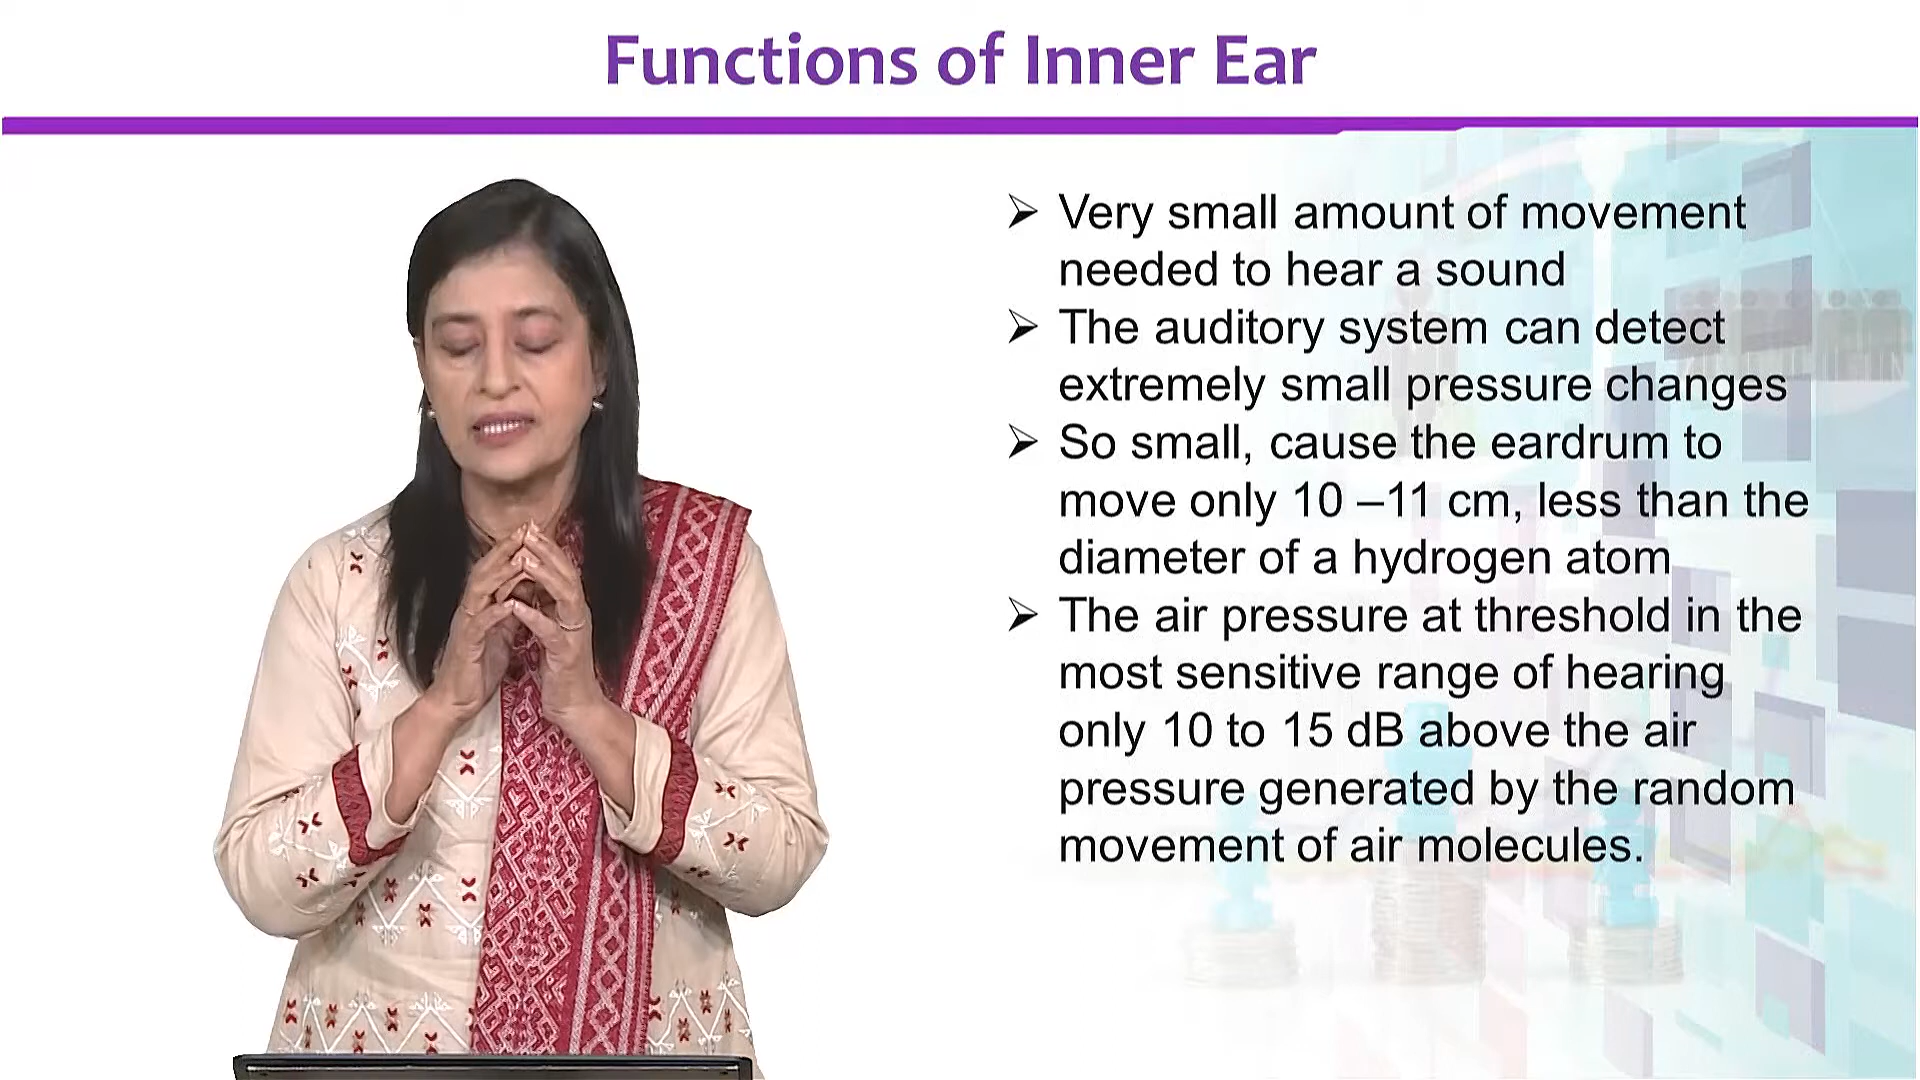 Functions of Inner Ear
➢ Very small amount of movement
needed to hear a sound
➢ The auditory system can detect
extremely small pressure changes
➢ So small, cause the eardrum to
move only 10 –11 cm, less than the
diameter of a hydrogen atom
➢ The air pressure at threshold in the
most sensitive range of hearing
only 10 to 15 dB above the air
pressure generated by the random
movement of air molecules.